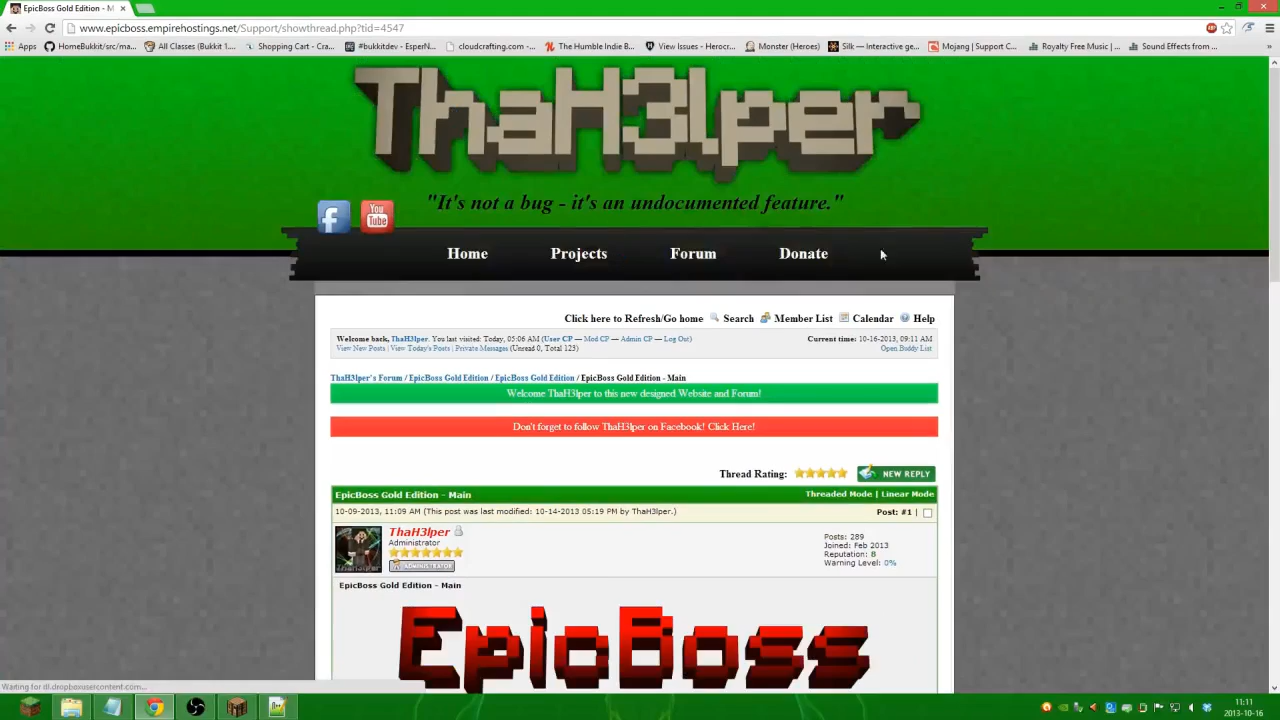 EpicBoss Gold Edition - Main
www.epicboss.empirehostings.net/Support/showthread.php?tid=4547
Apps HomeBukkit/src/ma... All Classes (Bukkit 1.... Shopping Cart - Cra... #bukkitdev - EsperN... cloudcrafting.com -... The Humble Indie B... View Issues - Herocr... Monster (Heroes) Silk — Interactive ge... Mojang | Support C... Royalty Free Music | ... Sound Effects from ... »
ThaH3lper
"It's not a bug - it's an undocumented feature."
f You Tube
Home Projects Forum Donate
Click here to Refresh/Go home Search Member List Calendar Help
Welcome back, ThaH3lper. You last visited: Today, 05:06 AM (User CP — Mod CP — Admin CP — Log Out) Current time: 10-16-2013, 09:11 AM
View New Posts | View Today's Posts | Private Messages (Unread 0, Total 123) Open Buddy List
ThaH3lper's Forum / EpicBoss Gold Edition / EpicBoss Gold Edition / EpicBoss Gold Edition - Main
Welcome ThaH3lper to this new designed Website and Forum!
Don't forget to follow ThaH3lper on Facebook! Click Here!
Thread Rating: NEW REPLY
EpicBoss Gold Edition - Main Threaded Mode | Linear Mode
10-09-2013, 11:09 AM (This post was last modified: 10-14-2013 05:19 PM by ThaH3lper.) Post: #1 |
ThaH3lper
Administrator
ADMINISTRATOR
Posts: 289
Joined: Feb 2013
Reputation: 8
Warning Level: 0%
EpicBoss Gold Edition - Main
EpicBoss
Waiting for dl.dropboxusercontent.com...
11:11
2013-10-16